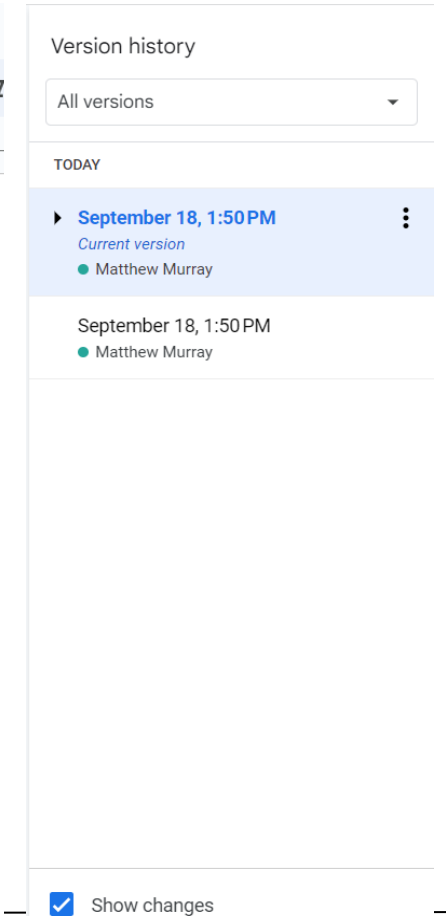 Version history
All versions
TODAY
September 18, 1:50 PM
Current version
Matthew Murray
September 18, 1:50 PM
Matthew Murray
Show changes